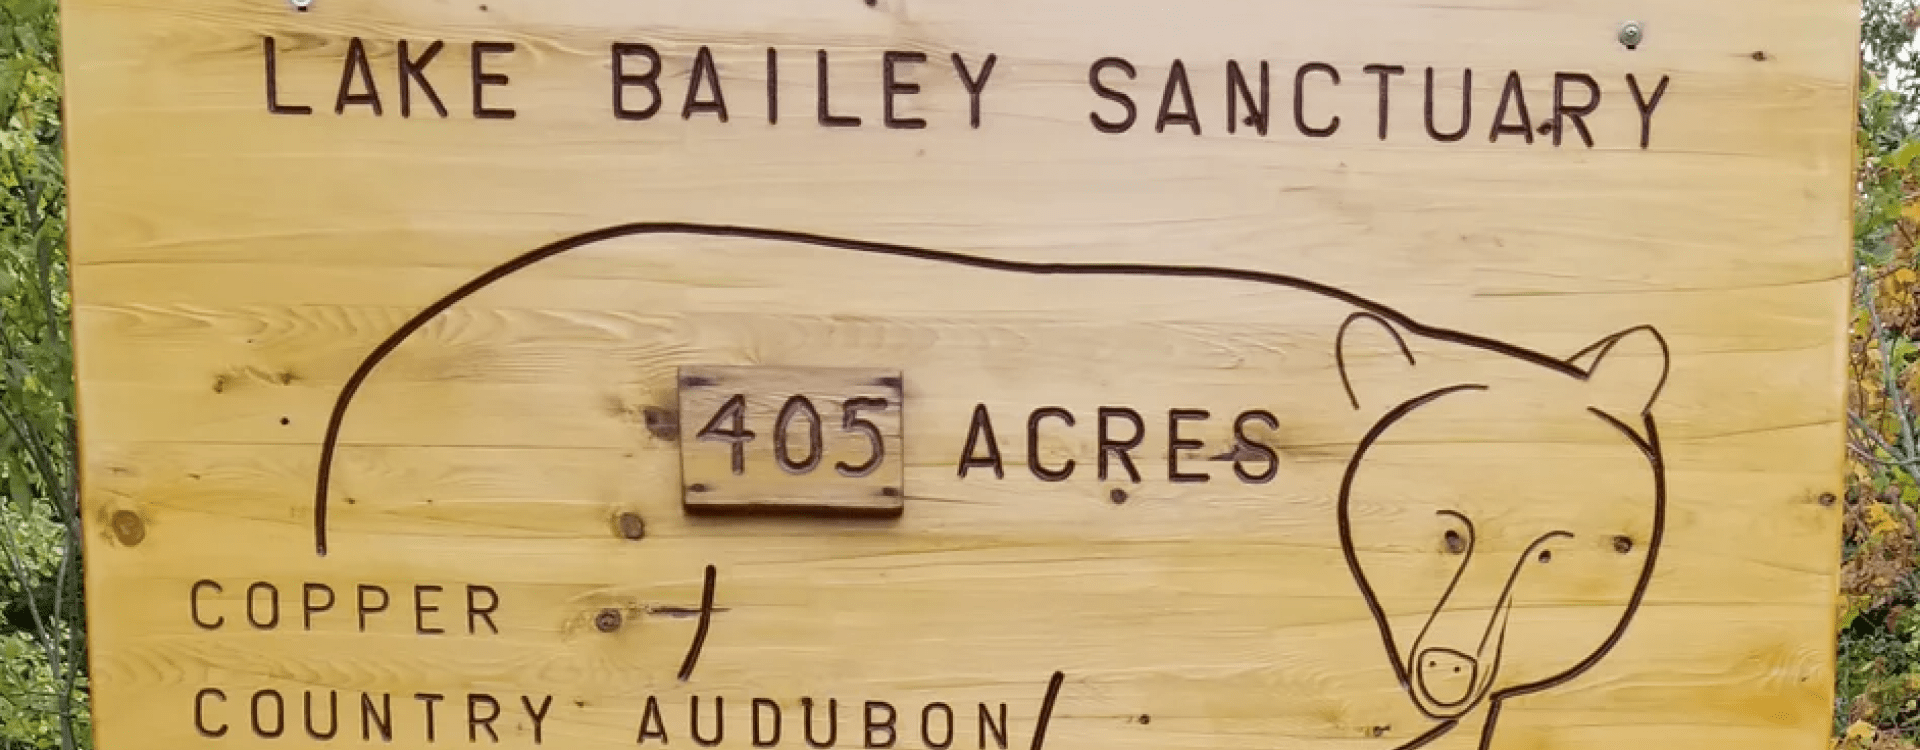 LAKE BAILEY SANCTUARY
405 ACRES
COPPER
COUNTRY AUDUBON